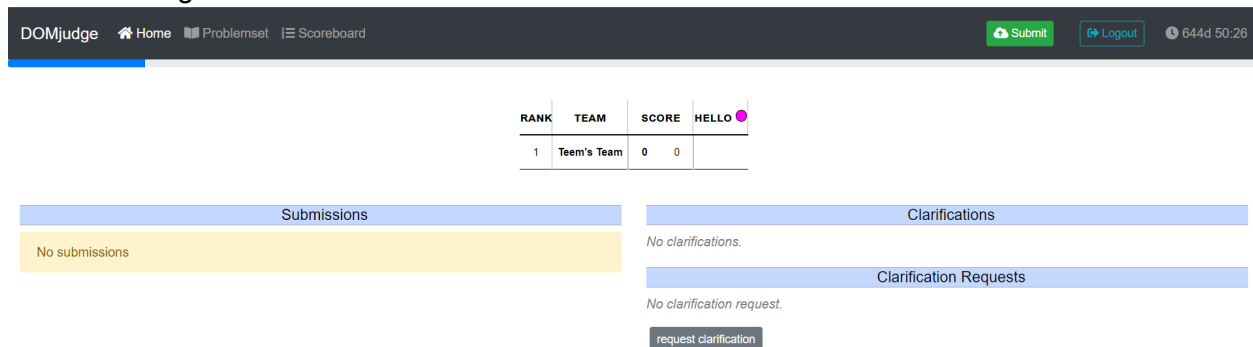 DOMjudge Home Problemset Scoreboard Submit Logout 644d 50:26
RANK TEAM SCORE HELLO
1 Teem's Team 0 0
Submissions
No submissions
Clarifications
No clarifications.
Clarification Requests
No clarification request.
request clarification